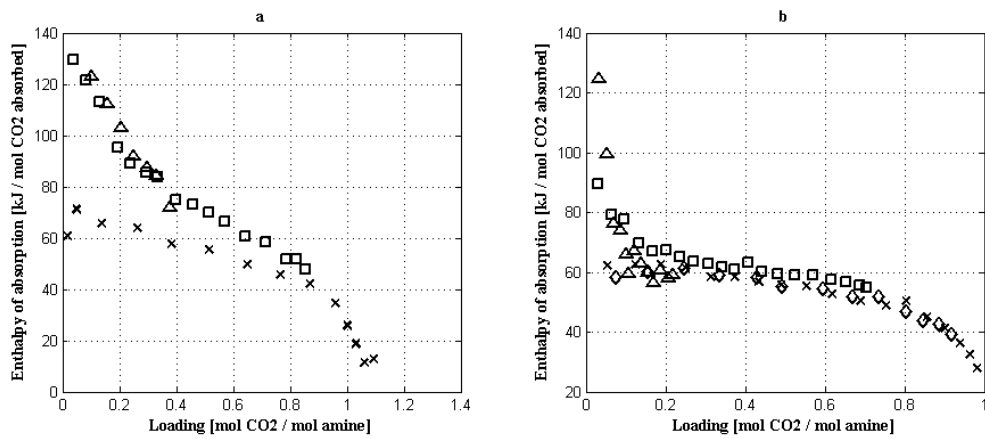 a
140
120
100
80
60
40
20
0
Enthalpy of absorption [kJ / mol CO2 absorbed]
0 0.2 0.4 0.6 0.8 1 1.2 1.4
Loading [mol CO2 / mol amine]
b
140
120
100
80
60
40
20
Enthalpy of absorption [kJ / mol CO2 absorbed]
0 0.2 0.4 0.6 0.8 1
Loading [mol CO2 / mol amine]